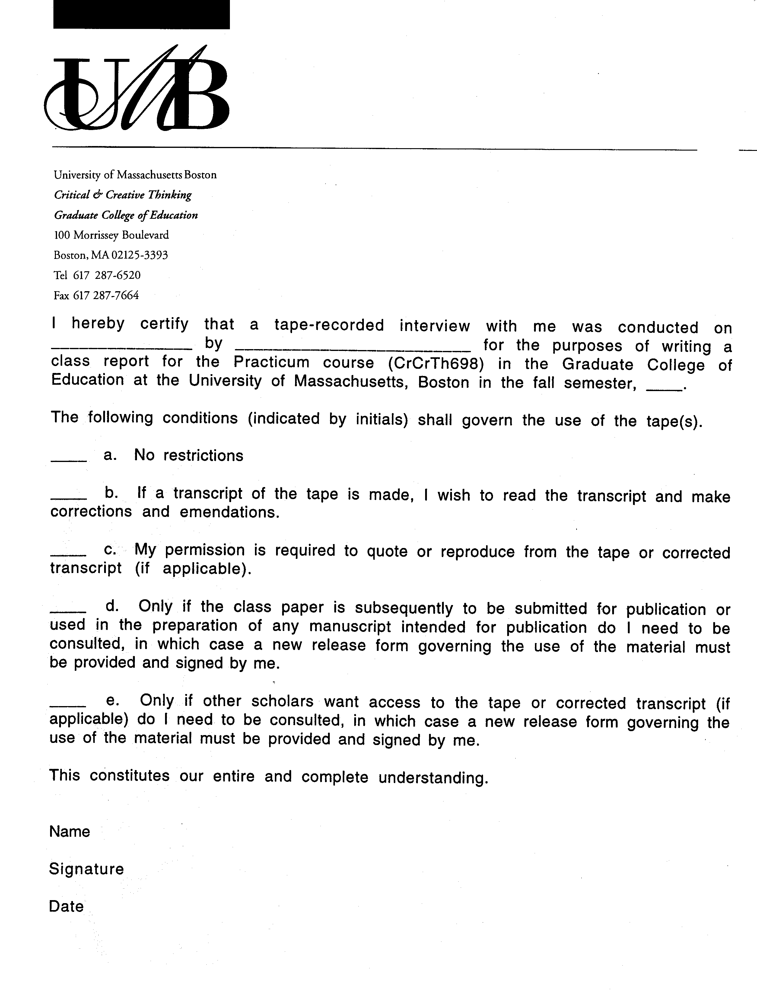 UMB
University of Massachusetts Boston
Critical & Creative Thinking
Graduate College of Education
100 Morrissey Boulevard
Boston, MA 02125-3393
Tel 617 287-6520
Fax 617 287-7664
I hereby certify that a tape-recorded interview with me was conducted on
_______________ by _________________________ for the purposes of writing a
class report for the Practicum course (CrCrTh698) in the Graduate College of
Education at the University of Massachusetts, Boston in the fall semester, ____.
The following conditions (indicated by initials) shall govern the use of the tape(s).
____ a. No restrictions
____ b. If a transcript of the tape is made, I wish to read the transcript and make
corrections and emendations.
____ c. My permission is required to quote or reproduce from the tape or corrected
transcript (if applicable).
____ d. Only if the class paper is subsequently to be submitted for publication or
used in the preparation of any manuscript intended for publication do I need to be
consulted, in which case a new release form governing the use of the material must
be provided and signed by me.
____ e. Only if other scholars want access to the tape or corrected transcript (if
applicable) do I need to be consulted, in which case a new release form governing the
use of the material must be provided and signed by me.
This constitutes our entire and complete understanding.
Name
Signature
Date